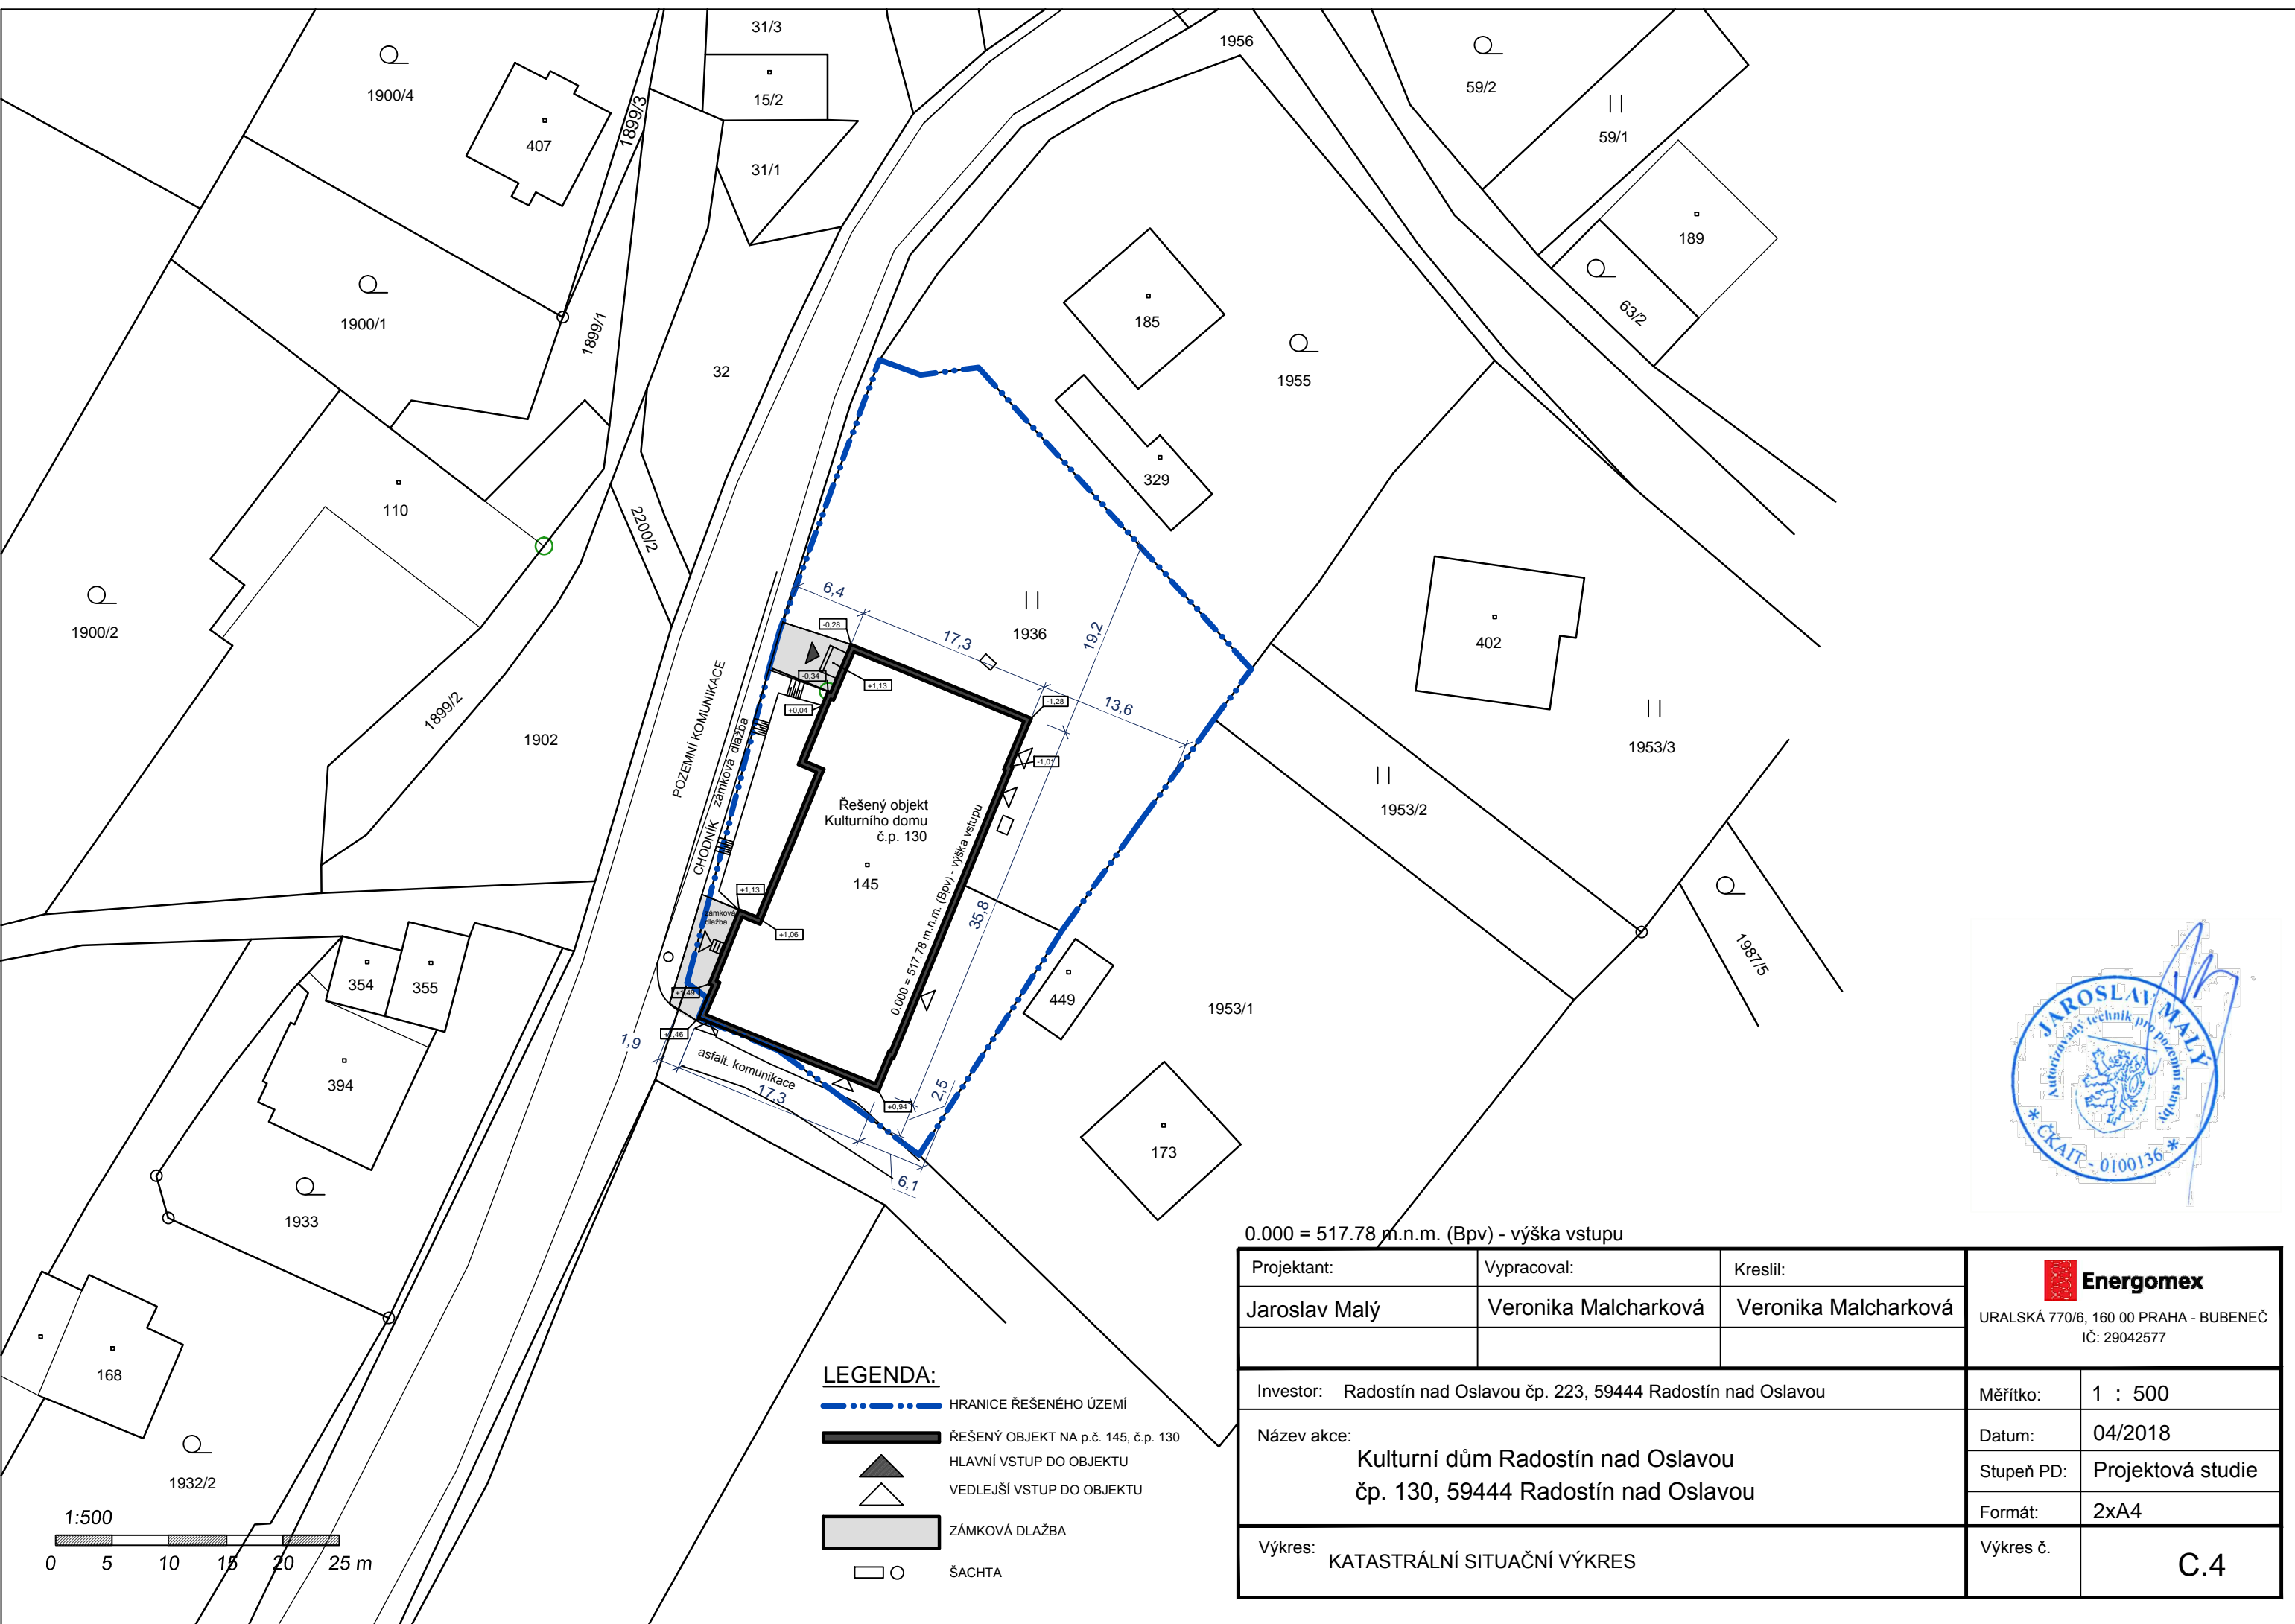 31/3
1956
59/2
1900/4
15/2
1899/3
59/1
407
31/1
189
63/2
185
1900/1
1899/1
32
1955
329
110
2200/2
1900/2
6,4
-0,28
17,3
1936
19,2
402
-0,34
+1,13
+0,04
-1,28
13,6
1899/2
1902
POZEMNÍ KOMUNIKACE
CHODNÍK zámková dlažba
-1,01
1953/3
1953/2
Řešený objekt
Kulturního domu
č.p. 130
145
0.000 = 517.78 m.n.m. (Bpv) - výška vstupu
+1,13
zámková
dlažba
+1,06
35,8
1987/5
354
355
449
1953/1
1,9
asfalt. komunikace
17,3
+0,94
2,5
6,1
394
173
1933
168
1932/2
JAROSLAV MALÝ
Autorizovaný technik pro pozemní stavby
* ČKAIT - 0100136 *
0.000 = 517.78 m.n.m. (Bpv) - výška vstupu
Projektant:
Vypracoval:
Kreslil:
Jaroslav Malý
Veronika Malcharková
Veronika Malcharková
Energomex
URALSKÁ 770/6, 160 00 PRAHA - BUBENEČ
IČ: 29042577
Investor: Radostín nad Oslavou čp. 223, 59444 Radostín nad Oslavou
Měřítko: 1 : 500
Název akce:
Kulturní dům Radostín nad Oslavou
čp. 130, 59444 Radostín nad Oslavou
Datum: 04/2018
Stupeň PD: Projektová studie
Formát: 2xA4
Výkres: KATASTRÁLNÍ SITUAČNÍ VÝKRES
Výkres č. C.4
LEGENDA:
HRANICE ŘEŠENÉHO ÚZEMÍ
ŘEŠENÝ OBJEKT NA p.č. 145, č.p. 130
HLAVNÍ VSTUP DO OBJEKTU
VEDLEJŠÍ VSTUP DO OBJEKTU
ZÁMKOVÁ DLAŽBA
ŠACHTA
1:500
0 5 10 15 20 25 m